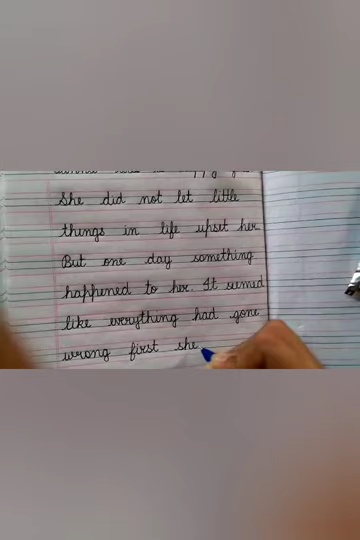 She did not let little
things in life upset her.
But one day something
happened to her. It seemed
like everything had gone
wrong first she